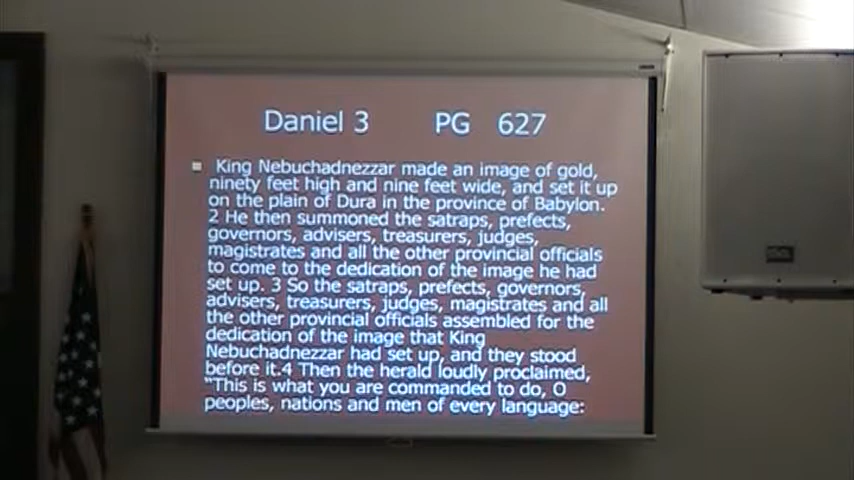 Daniel 3 PG 627
King Nebuchadnezzar made an image of gold,
ninety feet high and nine feet wide, and set it up
on the plain of Dura in the province of Babylon.
2 He then summoned the satraps, prefects,
governors, advisers, treasurers, judges,
magistrates and all the other provincial officials
to come to the dedication of the image he had
set up. 3 So the satraps, prefects, governors,
advisers, treasurers, judges, magistrates and all
the other provincial officials assembled for the
dedication of the image that King
Nebuchadnezzar had set up, and they stood
before it.4 Then the herald loudly proclaimed,
"This is what you are commanded to do, O
peoples, nations and men of every language: